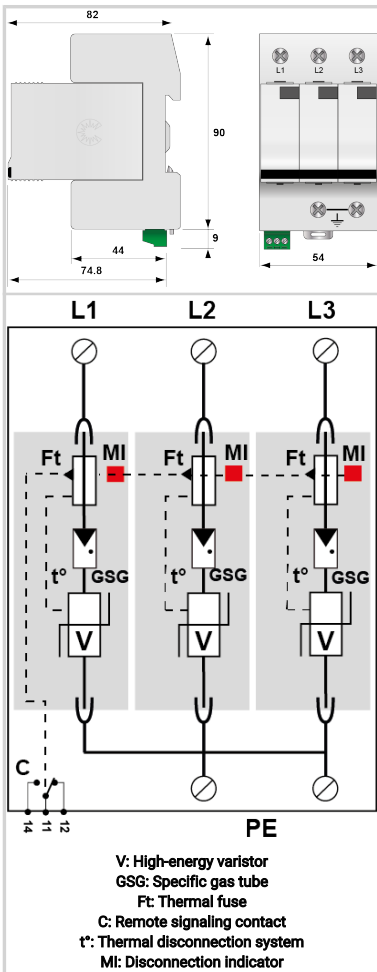 82
L1 L2 L3
90
9
44
74.8
54
L1 L2 L3
Ft MI Ft MI Ft MI
t° GSG t° GSG t° GSG
V V V
C
14 11 12
PE
V: High-energy varistor
GSG: Specific gas tube
Ft: Thermal fuse
C: Remote signaling contact
t°: Thermal disconnection system
MI: Disconnection indicator